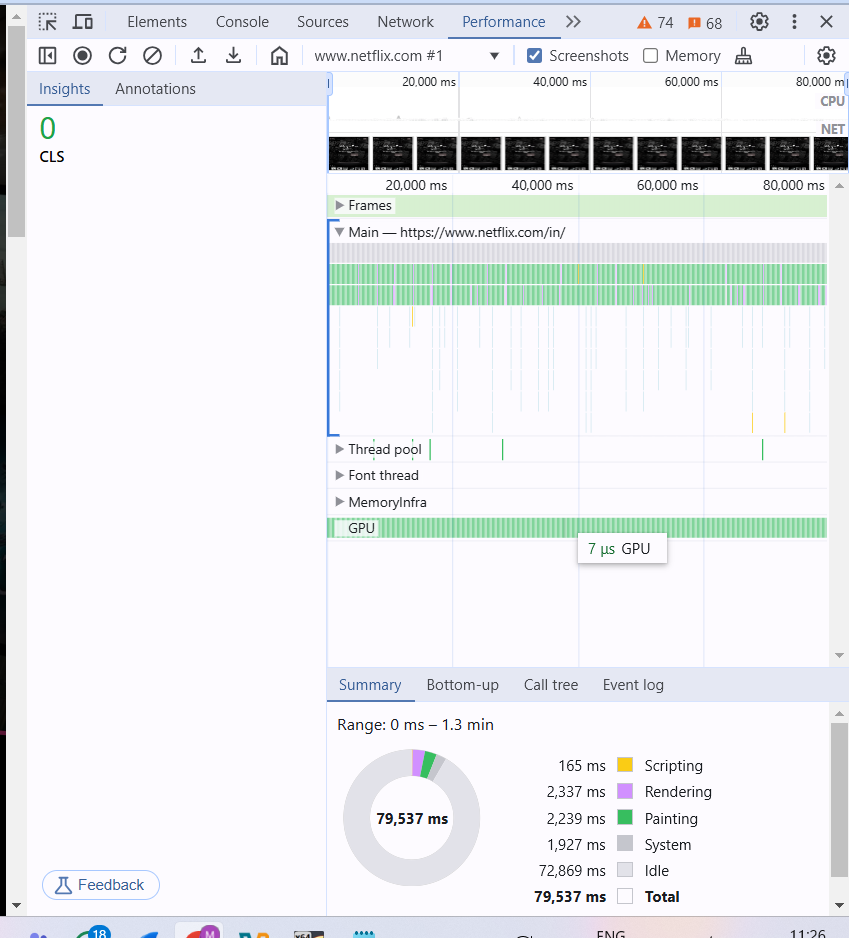 Elements Console Sources Network Performance 74 68
www.netflix.com #1 Screenshots Memory
Insights Annotations
0
CLS
20,000 ms 40,000 ms 60,000 ms 80,000 m
CPU
NET
20,000 ms 40,000 ms 60,000 ms 80,000 ms
Frames
Main — https://www.netflix.com/in/
Thread pool
Font thread
MemoryInfra
GPU
7 μs GPU
Summary Bottom-up Call tree Event log
Range: 0 ms – 1.3 min
79,537 ms
165 ms Scripting
2,337 ms Rendering
2,239 ms Painting
1,927 ms System
72,869 ms Idle
79,537 ms Total
Feedback
18 M x64 ENG 11:26